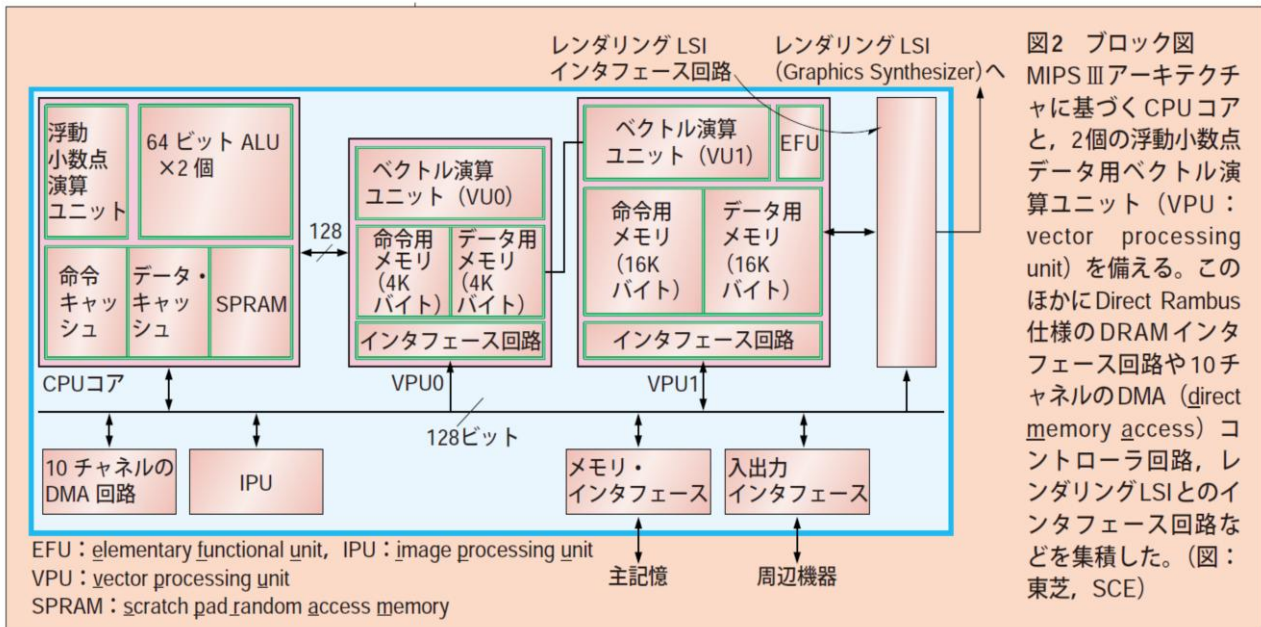 レンダリング LSI
インタフェース回路
レンダリング LSI
(Graphics Synthesizer)へ
浮動
小数点
演算
ユニット
64 ビット ALU
×2 個
命令
キャッ
シュ
データ・
キャッ
シュ
SPRAM
CPUコア
128
ベクトル演算
ユニット (VU0)
命令用
メモリ
(4K
バイト)
データ用
メモリ
(4K
バイト)
インタフェース回路
VPU0
ベクトル演算
ユニット (VU1)
EFU
命令用
メモリ
(16K
バイト)
データ用
メモリ
(16K
バイト)
インタフェース回路
VPU1
128ビット
10 チャネルの
DMA 回路
IPU
メモリ・
インタフェース
入出力
インタフェース
主記憶
周辺機器
EFU:elementary functional unit, IPU:image processing unit
VPU:vector processing unit
SPRAM:scratch pad random access memory
図2 ブロック図
MIPS Ⅲアーキテクチ
ャに基づくCPUコア
と,2個の浮動小数点
データ用ベクトル演
算ユニット(VPU:
vector processing
unit)を備える。この
ほかにDirect Rambus
仕様のDRAMインタ
フェース回路や10チ
ャネルのDMA(direct
memory access)コ
ントローラ回路,レ
ンダリングLSIとのイ
ンタフェース回路な
どを集積した。(図:
東芝,SCE)